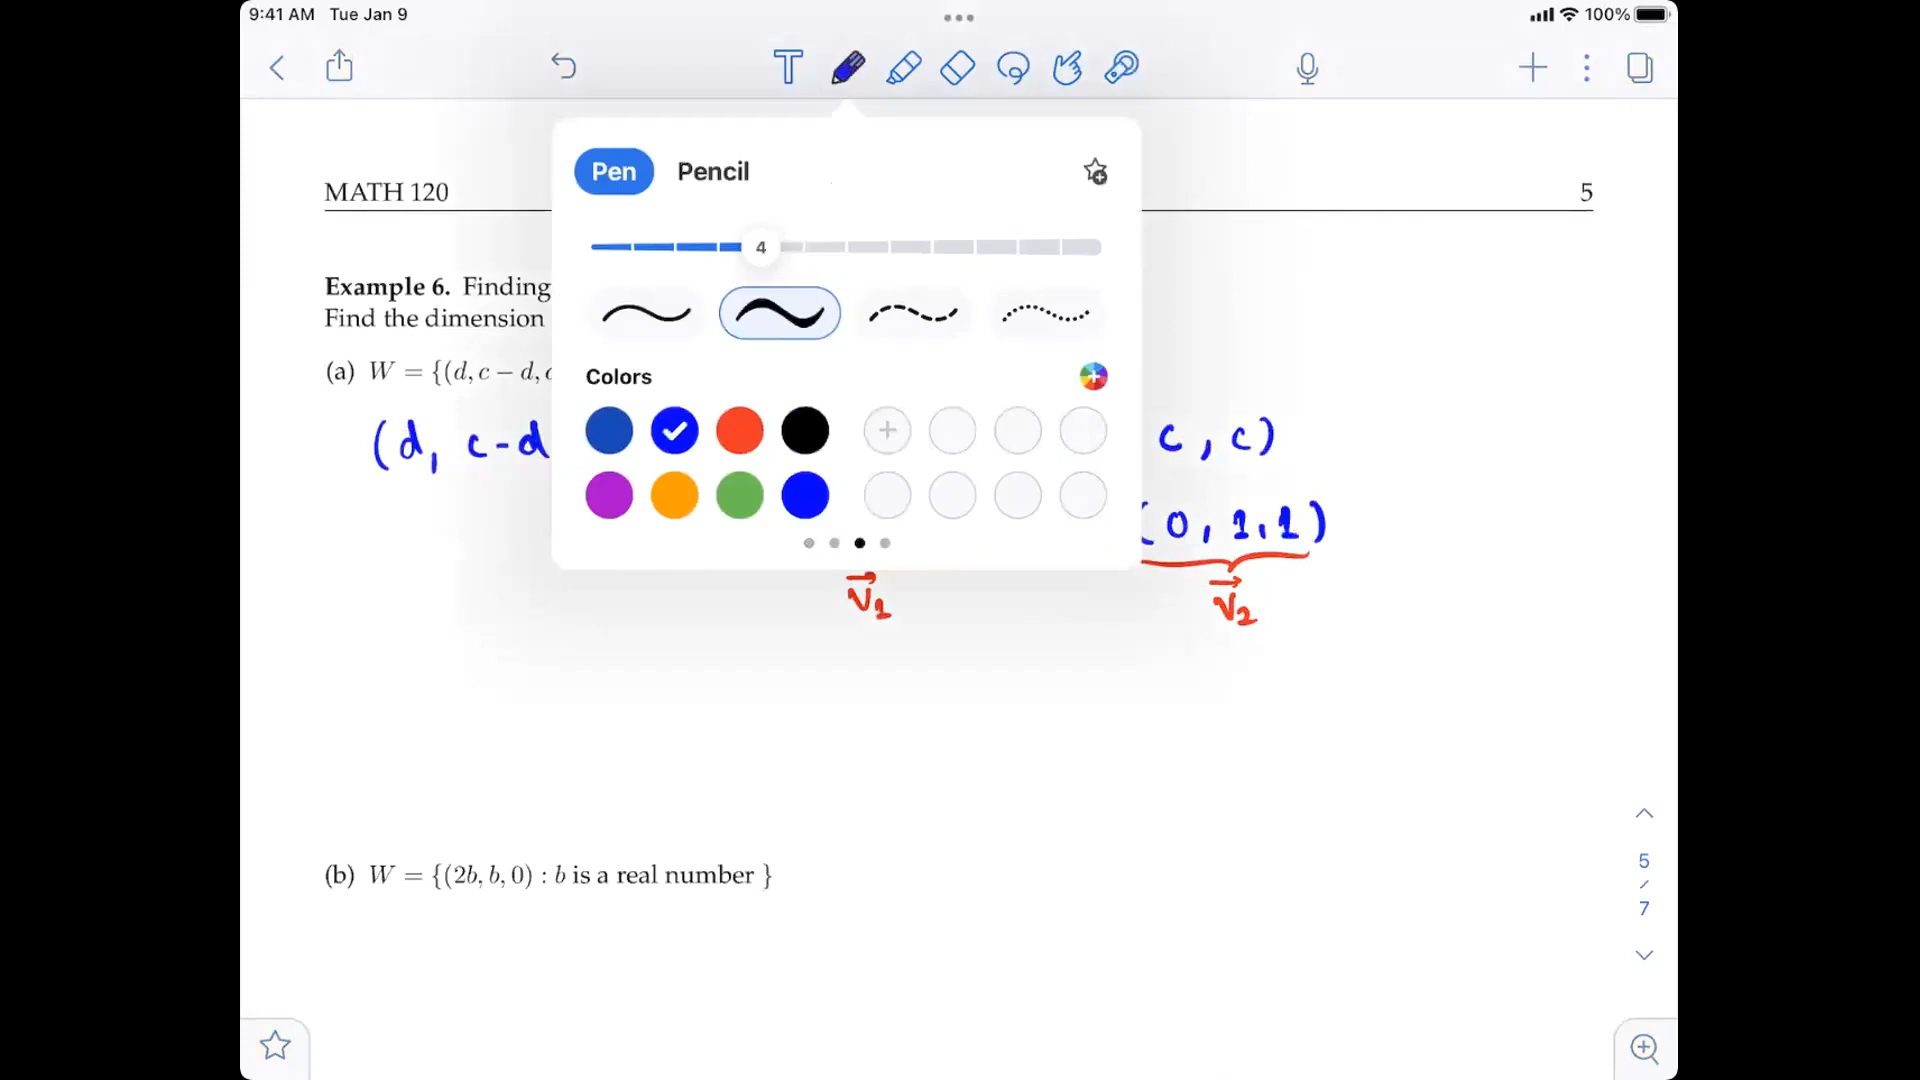 9:41 AM Tue Jan 9
100%
T
Pen Pencil
MATH 120
5
4
Example 6. Finding
Find the dimension
(a) W = {(d, c − d,
Colors
(d, c-d
c, c)
(0, 1, 1)
v₁
v₂
(b) W = {(2b, b, 0) : b is a real number }
5
/
7